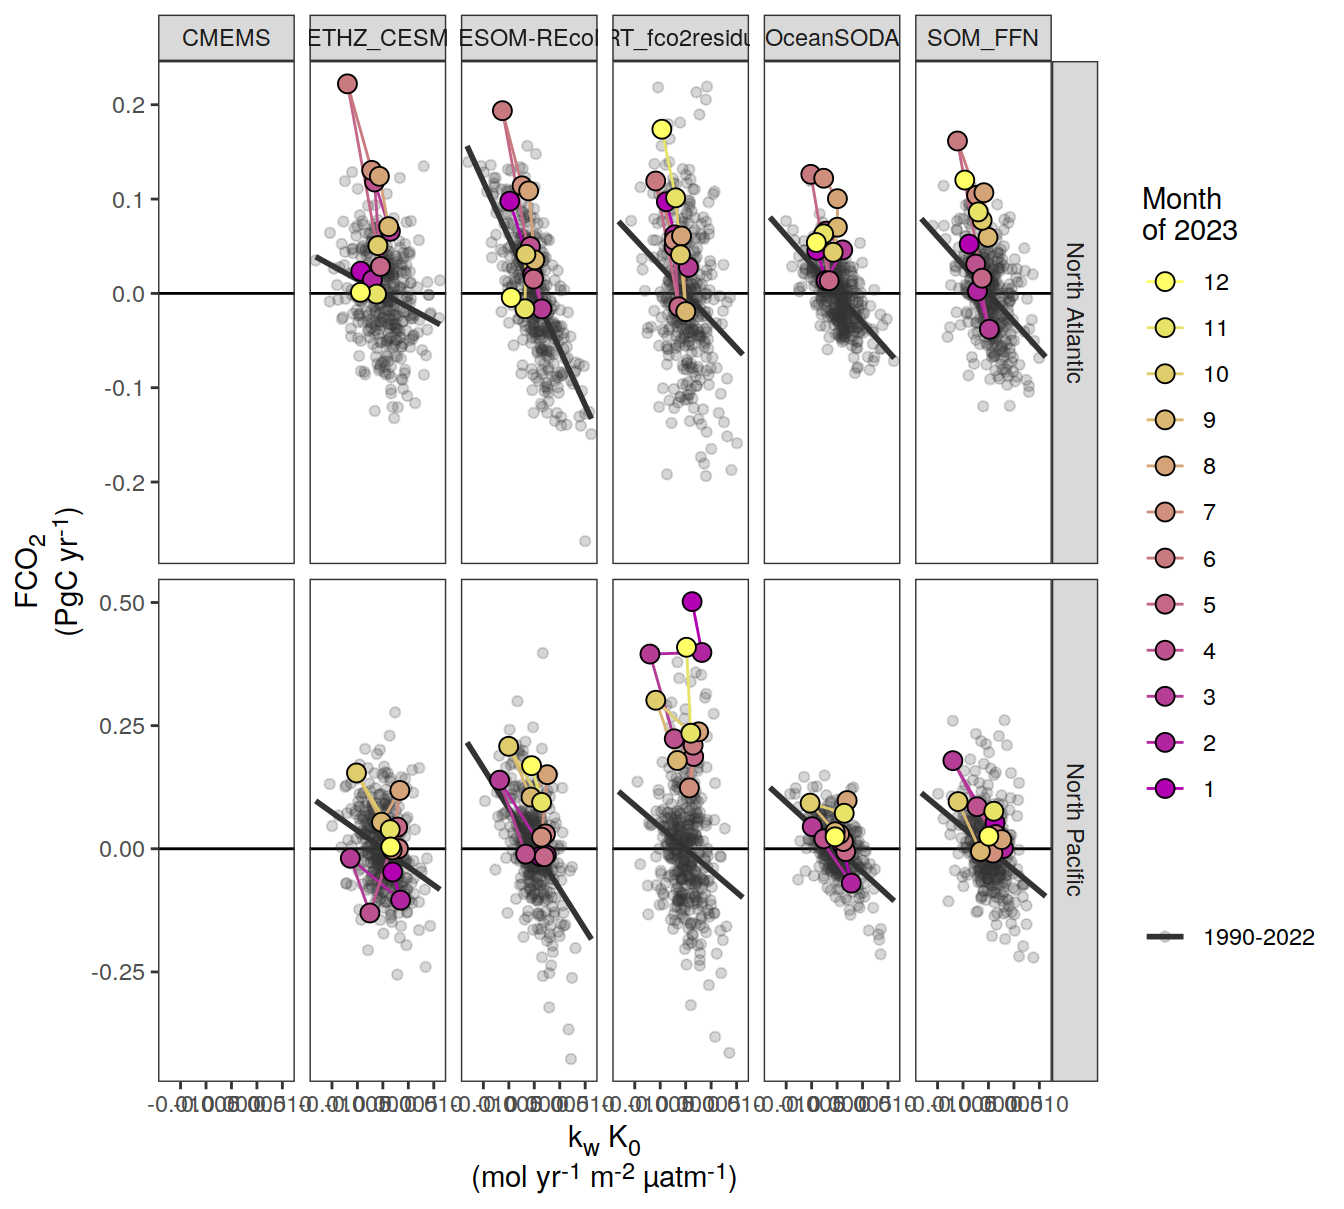 CMEMS
ETHZ_CESM
ESOM-REcoM
RT_fco2residu
OceanSODA
SOM_FFN
0.2
0.1
0.0
-0.1
-0.2
North Atlantic
0.50
0.25
0.00
-0.25
North Pacific
FCO2
(PgC yr-1)
kw K0
(mol yr-1 m-2 µatm-1)
Month
of 2023
12
11
10
9
8
7
6
5
4
3
2
1
1990-2022